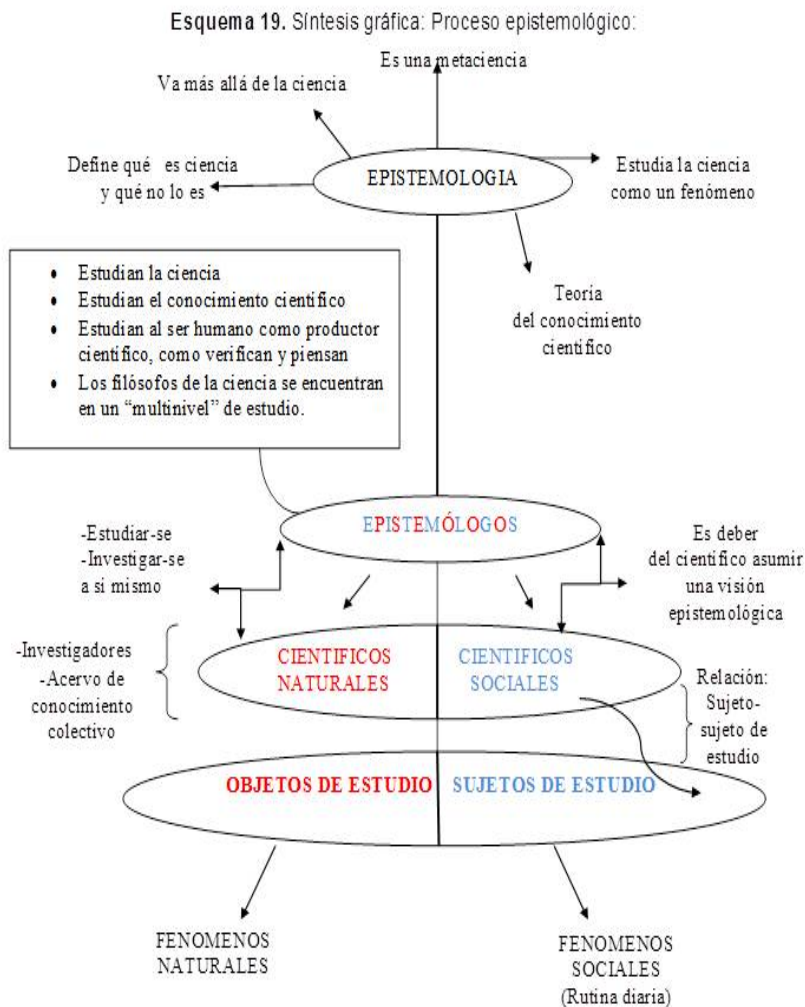 Esquema 19. Síntesis gráfica: Proceso epistemológico:
Es una metaciencia
Va más allá de la ciencia
Define qué es ciencia
y qué no lo es
EPISTEMOLOGIA
Estudia la ciencia
como un fenómeno
Teoría
del conocimiento
científico
• Estudian la ciencia
• Estudian el conocimiento científico
• Estudian al ser humano como productor
científico, como verifican y piensan
• Los filósofos de la ciencia se encuentran
en un “multinivel” de estudio.
EPISTEMÓLOGOS
-Estudiar-se
-Investigar-se
a si mismo
Es deber
del científico asumir
una visión
epistemológica
-Investigadores
-Acervo de
conocimiento
colectivo
CIENTIFICOS
NATURALES
CIENTIFICOS
SOCIALES
Relación:
Sujeto-
sujeto de
estudio
OBJETOS DE ESTUDIO
SUJETOS DE ESTUDIO
FENOMENOS
NATURALES
FENOMENOS
SOCIALES
(Rutina diaria)